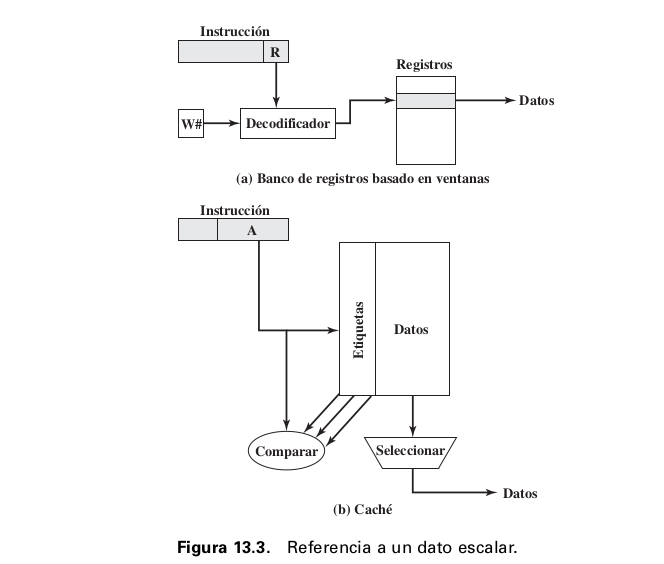 Instrucción
R
Registros
Datos
W#
Decodificador
(a) Banco de registros basado en ventanas
Instrucción
A
Etiquetas
Datos
Comparar
Seleccionar
Datos
(b) Caché
Figura 13.3. Referencia a un dato escalar.